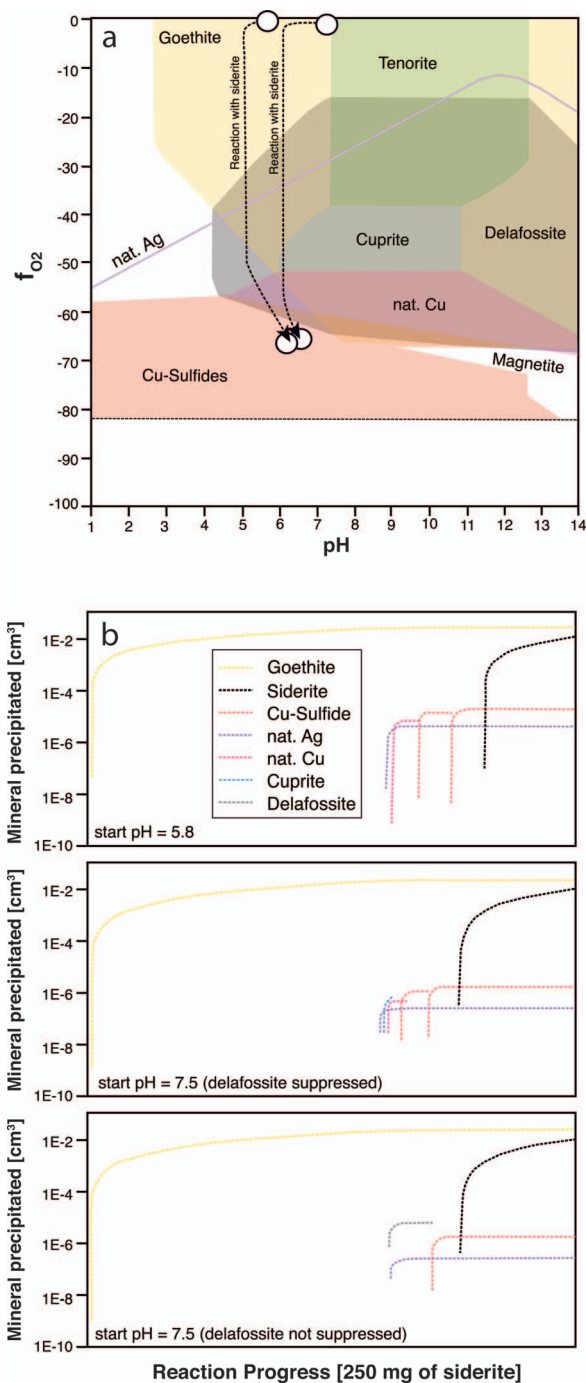 a
0
-10
-20
-30
-40
-50
-60
-70
-80
-90
-100
fO2
Goethite
Tenorite
Reaction with siderite
Reaction with siderite
nat. Ag
Cuprite
Delafossite
nat. Cu
Cu-Sulfides
Magnetite
1 2 3 4 5 6 7 8 9 10 11 12 13 14
pH
b
Mineral precipitated [cm³]
1E-2
1E-4
1E-6
1E-8
1E-10
Goethite
Siderite
Cu-Sulfide
nat. Ag
nat. Cu
Cuprite
Delafossite
start pH = 5.8
Mineral precipitated [cm³]
1E-2
1E-4
1E-6
1E-8
1E-10
start pH = 7.5 (delafossite suppressed)
Mineral precipitated [cm³]
1E-2
1E-4
1E-6
1E-8
1E-10
start pH = 7.5 (delafossite not suppressed)
Reaction Progress [250 mg of siderite]